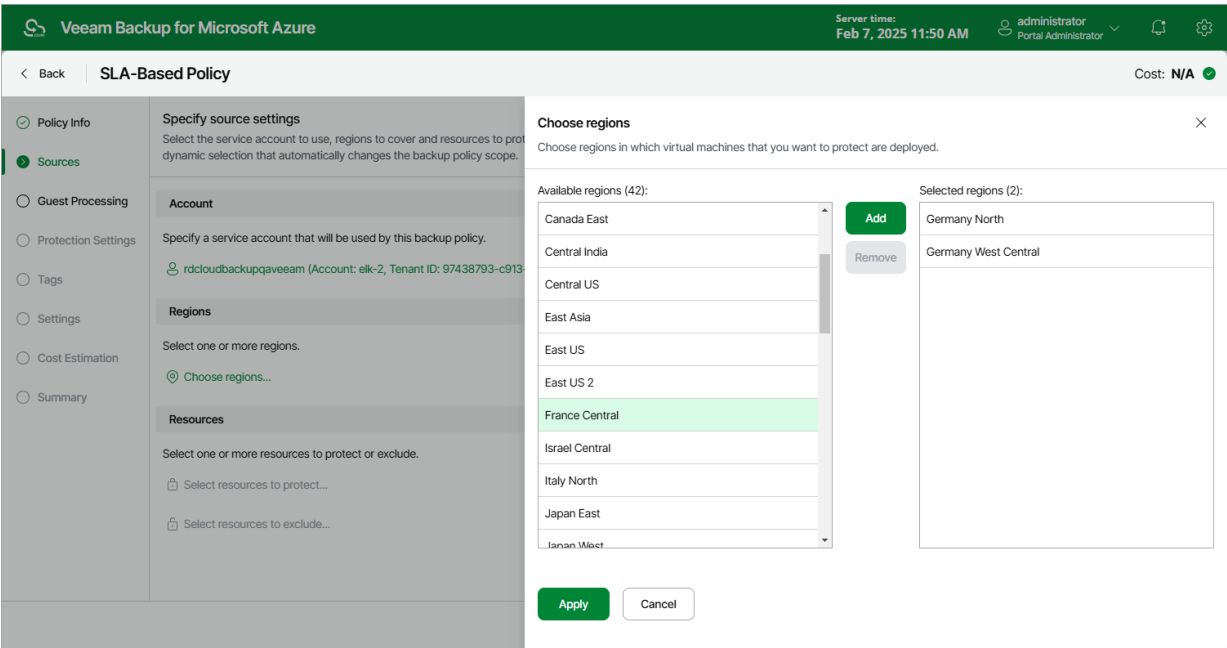 Veeam Backup for Microsoft Azure
Server time:
Feb 7, 2025 11:50 AM
administrator
Portal Administrator
Back
SLA-Based Policy
Cost: N/A
Policy Info
Sources
Guest Processing
Protection Settings
Tags
Settings
Cost Estimation
Summary
Specify source settings
Select the service account to use, regions to cover and resources to prot
dynamic selection that automatically changes the backup policy scope.
Account
Specify a service account that will be used by this backup policy.
rdcloudbackupqaveeam (Account: elk-2, Tenant ID: 97438793-c913-
Regions
Select one or more regions.
Choose regions...
Resources
Select one or more resources to protect or exclude.
Select resources to protect...
Select resources to exclude...
Choose regions
Choose regions in which virtual machines that you want to protect are deployed.
Available regions (42):
Canada East
Central India
Central US
East Asia
East US
East US 2
France Central
Israel Central
Italy North
Japan East
Japan West
Add
Remove
Selected regions (2):
Germany North
Germany West Central
Apply
Cancel